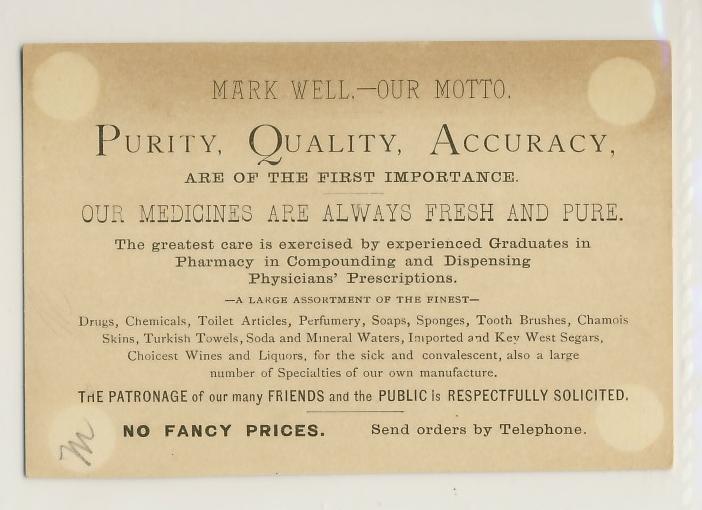 MARK WELL,—OUR MOTTO.
PURITY, QUALITY, ACCURACY,
ARE OF THE FIRST IMPORTANCE.
OUR MEDICINES ARE ALWAYS FRESH AND PURE.
The greatest care is exercised by experienced Graduates in
Pharmacy in Compounding and Dispensing
Physicians' Prescriptions.
—A LARGE ASSORTMENT OF THE FINEST—
Drugs, Chemicals, Toilet Articles, Perfumery, Soaps, Sponges, Tooth Brushes, Chamois
Skins, Turkish Towels, Soda and Mineral Waters, Imported and Key West Segars,
Choicest Wines and Liquors, for the sick and convalescent, also a large
number of Specialties of our own manufacture.
THE PATRONAGE of our many FRIENDS and the PUBLIC is RESPECTFULLY SOLICITED.
NO FANCY PRICES. Send orders by Telephone.
m